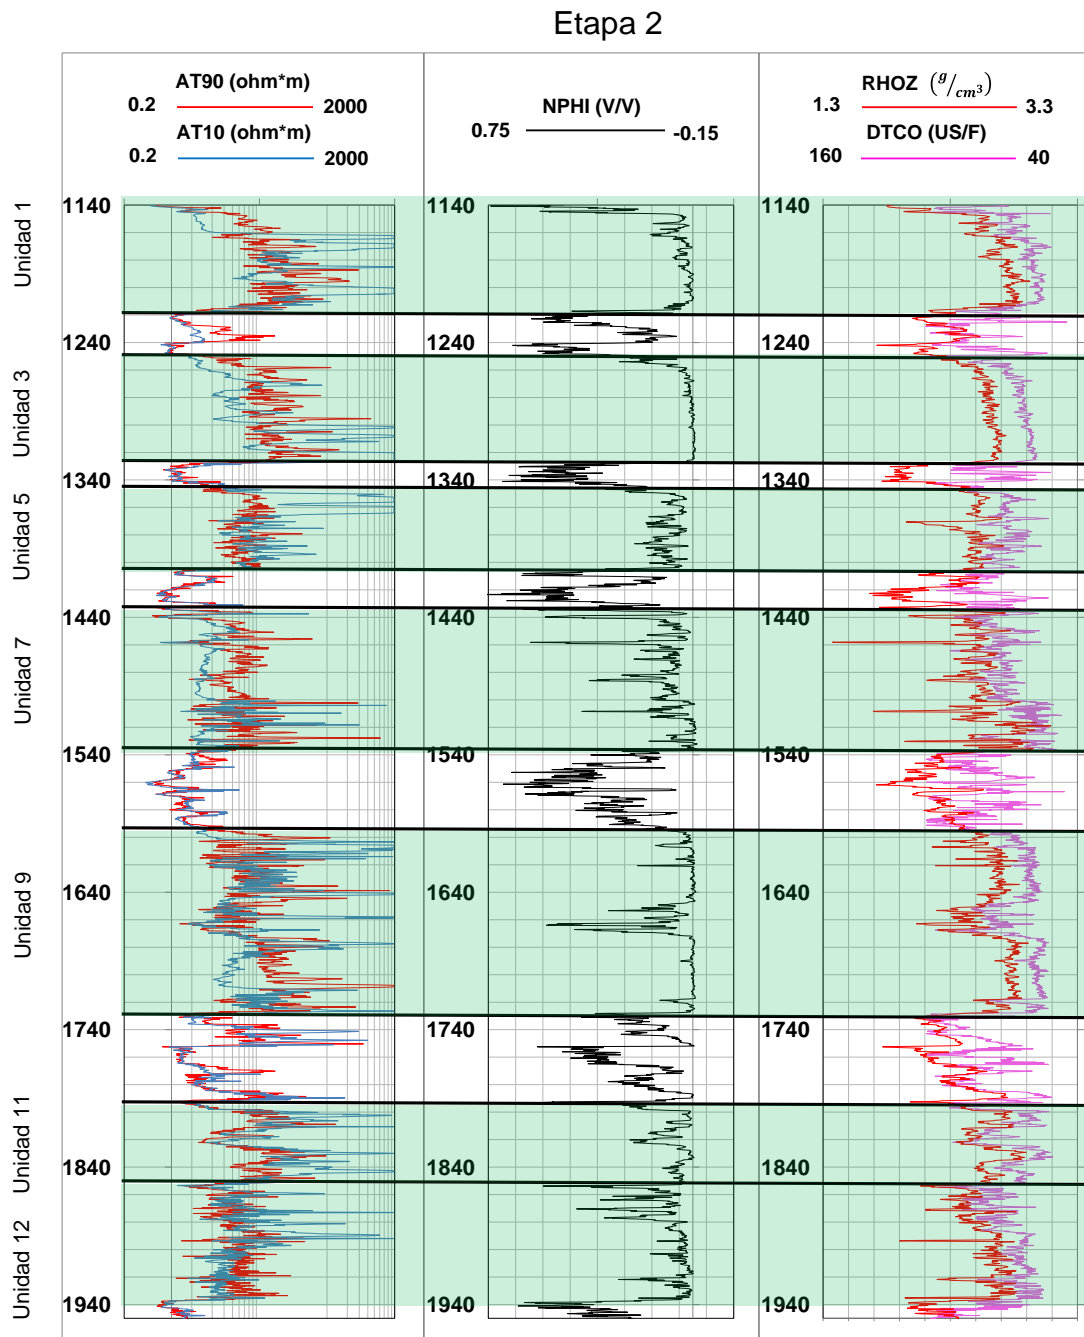 Etapa 2
AT90 (ohm*m)
0.2 2000
AT10 (ohm*m)
0.2 2000
NPHI (V/V)
0.75 -0.15
RHOZ (g/cm³)
1.3 3.3
DTCO (US/F)
160 40
Unidad 1
Unidad 3
Unidad 5
Unidad 7
Unidad 9
Unidad 11
Unidad 12
1140 1140 1140
1240 1240 1240
1340 1340 1340
1440 1440 1440
1540 1540 1540
1640 1640 1640
1740 1740 1740
1840 1840 1840
1940 1940 1940